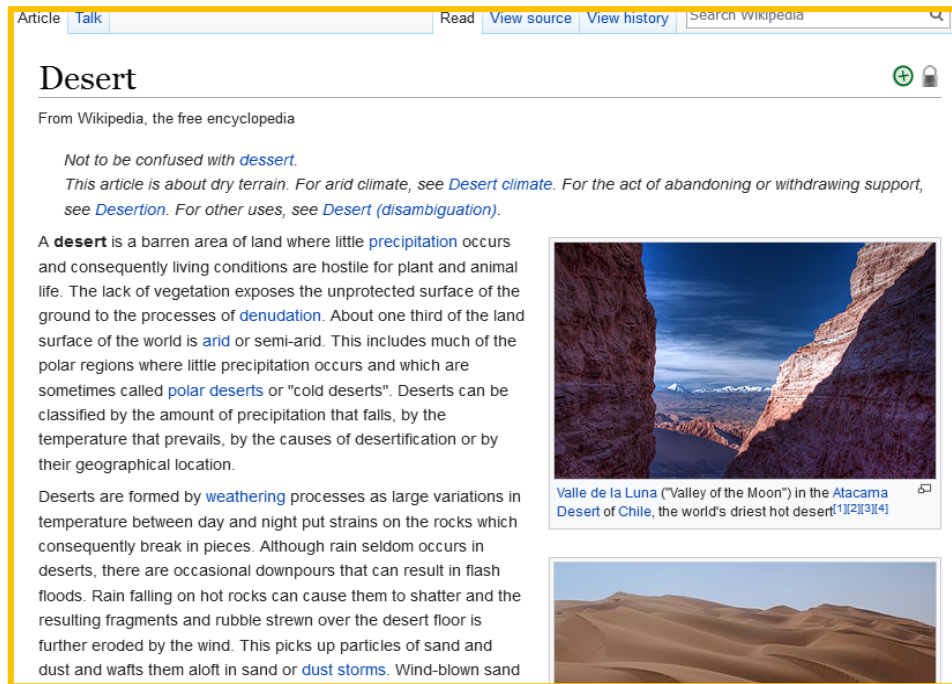 Article Talk Read View source View history Search Wikipedia
Desert
From Wikipedia, the free encyclopedia
Not to be confused with dessert.
This article is about dry terrain. For arid climate, see Desert climate. For the act of abandoning or withdrawing support,
see Desertion. For other uses, see Desert (disambiguation).
A desert is a barren area of land where little precipitation occurs
and consequently living conditions are hostile for plant and animal
life. The lack of vegetation exposes the unprotected surface of the
ground to the processes of denudation. About one third of the land
surface of the world is arid or semi-arid. This includes much of the
polar regions where little precipitation occurs and which are
sometimes called polar deserts or "cold deserts". Deserts can be
classified by the amount of precipitation that falls, by the
temperature that prevails, by the causes of desertification or by
their geographical location.
Deserts are formed by weathering processes as large variations in
temperature between day and night put strains on the rocks which
consequently break in pieces. Although rain seldom occurs in
deserts, there are occasional downpours that can result in flash
floods. Rain falling on hot rocks can cause them to shatter and the
resulting fragments and rubble strewn over the desert floor is
further eroded by the wind. This picks up particles of sand and
dust and wafts them aloft in sand or dust storms. Wind-blown sand
Valle de la Luna ("Valley of the Moon") in the Atacama
Desert of Chile, the world's driest hot desert[1][2][3][4]